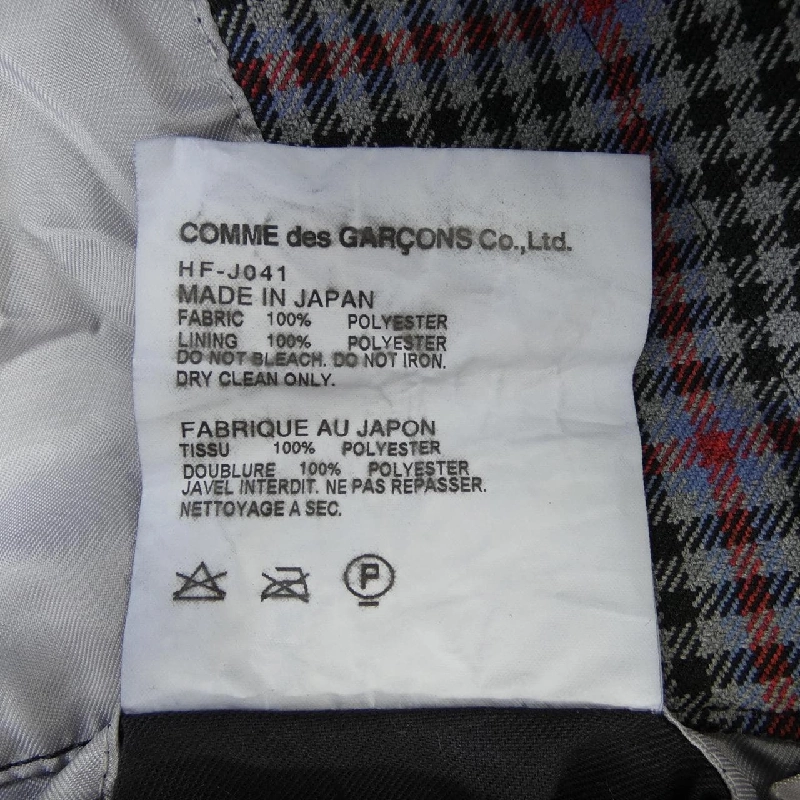 COMME des GARÇONS Co.,Ltd.
HF-J041
MADE IN JAPAN
FABRIC 100% POLYESTER
LINING 100% POLYESTER
DO NOT BLEACH. DO NOT IRON.
DRY CLEAN ONLY.
FABRIQUE AU JAPON
TISSU 100% POLYESTER
DOUBLURE 100% POLYESTER
JAVEL INTERDIT. NE PAS REPASSER.
NETTOYAGE A SEC.
P